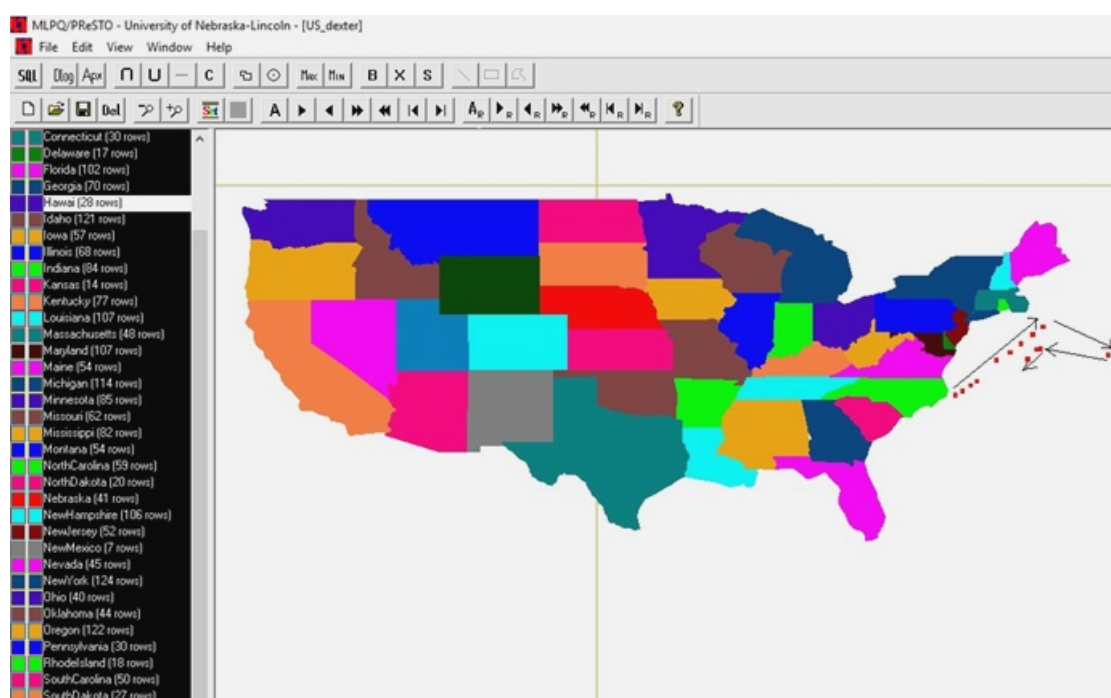 MLPQ/PReSTO - University of Nebraska-Lincoln - [US_dexter]
File Edit View Window Help
SQL Dlog Apx C Max Min B X S
Del Set A AR R R R R R R ?
Connecticut (30 rows)
Delaware (17 rows)
Florida (102 rows)
Georgia (70 rows)
Hawai (28 rows)
Idaho (121 rows)
Iowa (57 rows)
Illinois (68 rows)
Indiana (84 rows)
Kansas (14 rows)
Kentucky (77 rows)
Louisiana (107 rows)
Massachusetts (48 rows)
Maryland (107 rows)
Maine (54 rows)
Michigan (114 rows)
Minnesota (85 rows)
Missouri (62 rows)
Mississippi (82 rows)
Montana (54 rows)
NorthCarolina (59 rows)
NorthDakota (20 rows)
Nebraska (41 rows)
NewHampshire (106 rows)
NewJersey (52 rows)
NewMexico (7 rows)
Nevada (45 rows)
NewYork (124 rows)
Ohio (40 rows)
Oklahoma (44 rows)
Oregon (122 rows)
Pennsylvania (30 rows)
RhodeIsland (18 rows)
SouthCarolina (50 rows)
SouthDakota (27 rows)